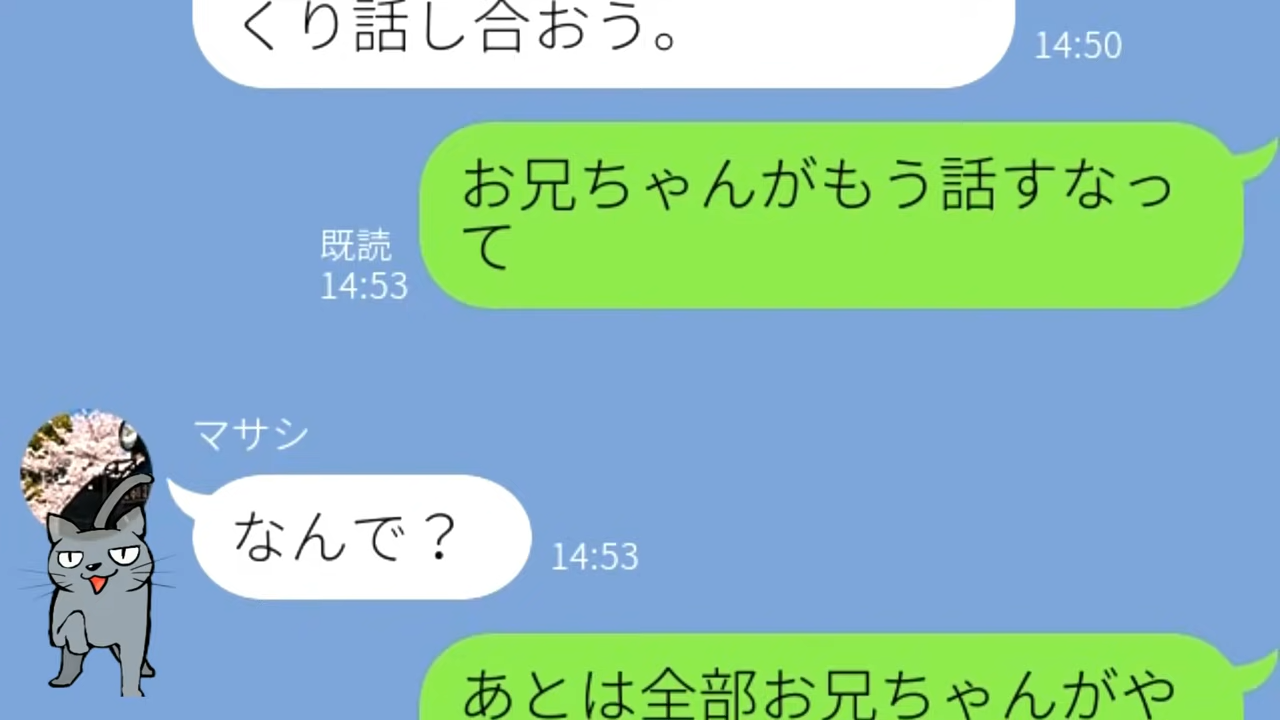 くり話し合おう。
14:50
お兄ちゃんがもう話すなっ
て
既読
14:53
マサシ
なんで？
14:53
あとは全部お兄ちゃんがや